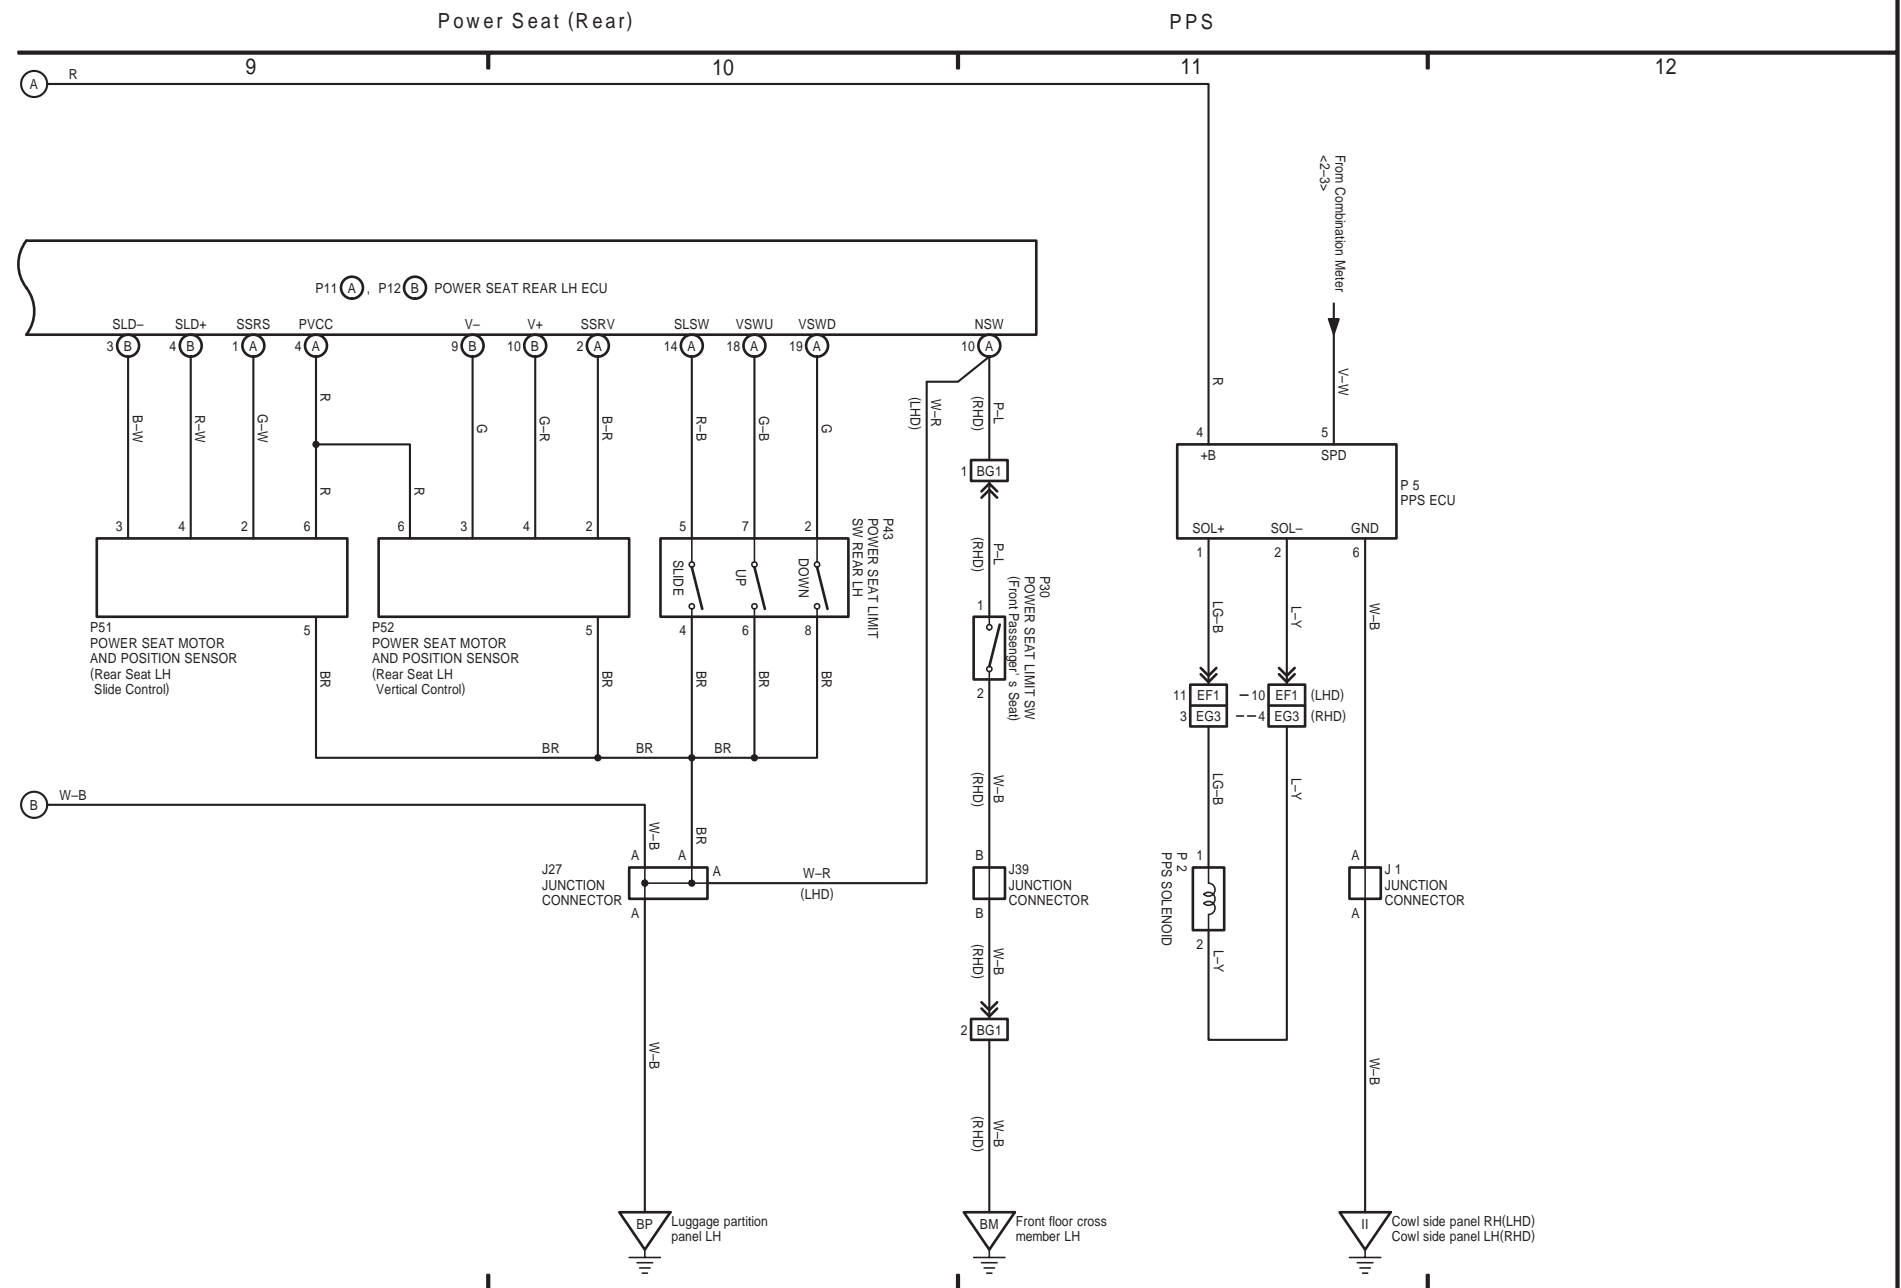 Power Seat (Rear)
PPS
9
10
11
12
A
R
From Combination Meter
<2–3>
P11 A , P12 B POWER SEAT REAR LH ECU
SLD– SLD+ SSRS PVCC V– V+ SSRV SLSW VSWU VSWD NSW
3 B 4 B 1 A 4 A 9 B 10 B 2 A 14 A 18 A 19 A 10 A
B–W
R–W
G–W
R
R
R
G
G–R
B–R
R–B
G–B
G
W–R
(LHD)
P–L
(RHD)
R
V–W
1 BG1
4 5
+B SPD
P 5
PPS ECU
SOL+ SOL– GND
1 2 6
3 4 2 6 6 3 4 2 5 7 2
SLIDE
UP
DOWN
P43
POWER SEAT LIMIT
SW REAR LH
P–L
(RHD)
1
P30
POWER SEAT LIMIT SW
(Front Passenger' s Seat)
2
P51
POWER SEAT MOTOR
AND POSITION SENSOR
(Rear Seat LH
Slide Control)
5
P52
POWER SEAT MOTOR
AND POSITION SENSOR
(Rear Seat LH
Vertical Control)
5
4 6 8
BR
BR
BR
BR
BR
LG–B
L–Y
W–B
11 EF1 – 10 EF1 (LHD)
3 EG3 –– 4 EG3 (RHD)
BR BR BR
B
W–B
W–B
BR
W–B
(RHD)
LG–B
L–Y
A A
A
J27
JUNCTION
CONNECTOR
A
W–R
(LHD)
B
J39
JUNCTION
CONNECTOR
B
P 2
PPS SOLENOID
1
2
A
J 1
JUNCTION
CONNECTOR
A
W–B
(RHD)
L–Y
2 BG1
W–B
W–B
W–B
(RHD)
BP
Luggage partition
panel LH
BM
Front floor cross
member LH
II
Cowl side panel RH(LHD)
Cowl side panel LH(RHD)